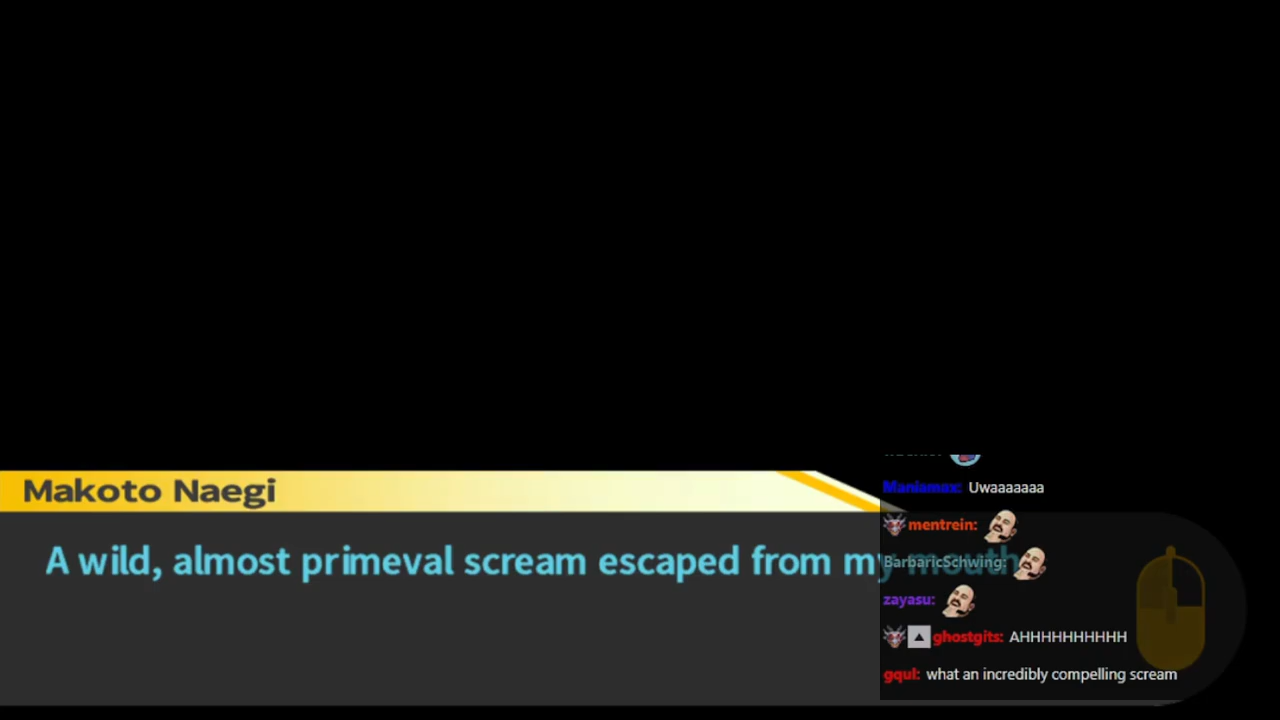 Makoto Naegi
A wild, almost primeval scream escaped from my mouth
Maniamax: Uwaaaaaaa
mentrein:
BarbaricSchwing:
zayasu:
ghostgits: AHHHHHHHHHH
gqul: what an incredibly compelling scream